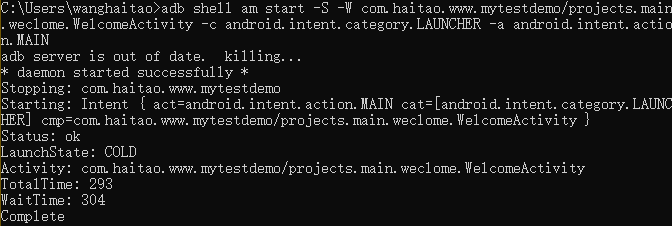 C:\Users\wanghaitao>adb shell am start -S -W com.haitao.www.mytestdemo/projects.main
.weclome.WelcomeActivity -c android.intent.category.LAUNCHER -a android.intent.actio
n.MAIN
adb server is out of date.  killing...
* daemon started successfully *
Stopping: com.haitao.www.mytestdemo
Starting: Intent { act=android.intent.action.MAIN cat=[android.intent.category.LAUNC
HER] cmp=com.haitao.www.mytestdemo/projects.main.weclome.WelcomeActivity }
Status: ok
LaunchState: COLD
Activity: com.haitao.www.mytestdemo/projects.main.weclome.WelcomeActivity
TotalTime: 293
WaitTime: 304
Complete